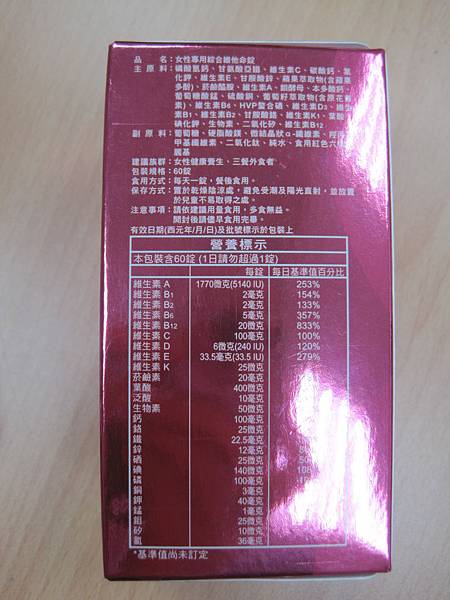 品　　名：女性專用綜合維他命錠
主 原 料：磷酸氫鈣、甘氨酸亞鐵、維生素C、碳酸鈣、氯
化鉀、維生素E、甘胺酸鋅、蘋果萃取物(含蘋果
多酚)、菸鹼醯胺、維生素A、硒酵母、本多酸鈣、
葡萄糖酸錳、硫酸銅、葡萄籽萃取物(含原花
素)、維生素B6、HVP螯合硒、維生素D3、維
生素B1、維生素B2、甘胺酸鉻、維生素K1、葉酸
碘化鉀、生物素、二氧化矽、維生素B12
副 原 料：葡萄糖、硬脂酸鎂、微結晶狀α-纖維素、
甲基纖維素、二氧化鈦、純水、食用紅色六號
建議族群：女性健康養生、三餐外食者
包裝規格：60錠
食用方式：每天一錠，餐後食用。
保存方式：置於乾燥陰涼處，避免受潮及陽光直射，並放置
於兒童不易取得之處。
注意事項：請依建議用量食用，多食無益。
開封後請儘早食用完畢。
有效日期(西元年/月/日)及批號標示於包裝上
營養標示
本包裝含60錠 (1日請勿超過1錠)
每錠 每日基準值百分比
維生素 A 1770微克(5140 IU) 253%
維生素 B1 2毫克 154%
維生素 B2 2毫克 133%
維生素 B6 5毫克 357%
維生素 B12 20微克 833%
維生素 C 100毫克 100%
維生素 D 6微克(240 IU) 120%
維生素 E 33.5毫克(33.5 IU) 279%
維生素 K 25微克
菸鹼素 20毫克
葉酸 400微克
泛酸 10毫克
生物素 50微克
鈣 100毫克
鉻 25微克
鐵 22.5毫克
鋅 12毫克
硒 25微克
碘 140微克
磷 100毫克
銅 3毫克
鉀 40毫克
錳 1毫克
鉬 25微克
矽 10微克
氯 36毫克
*基準值尚未訂定